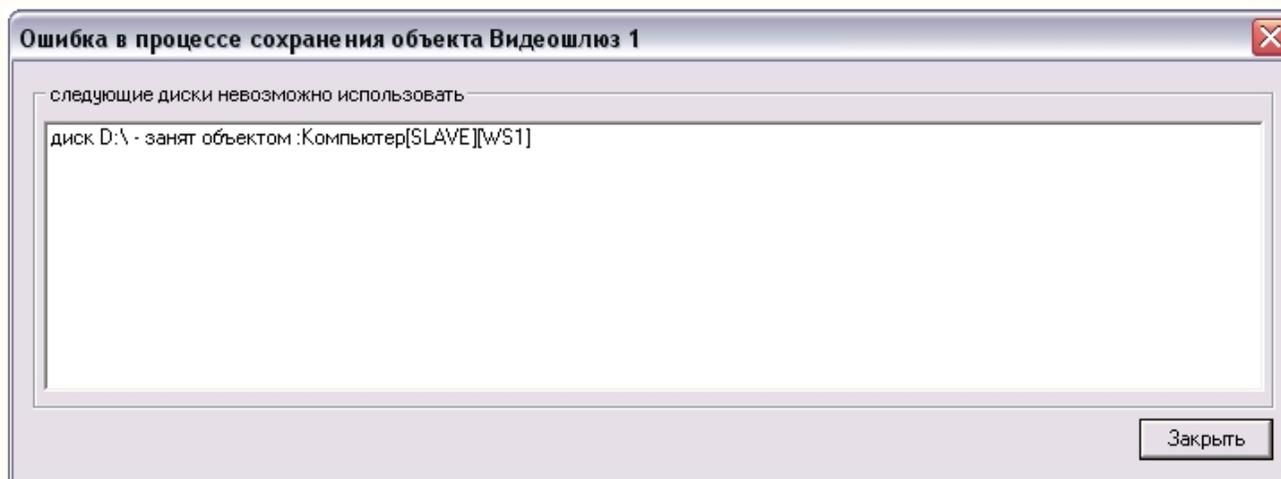 Ошибка в процессе сохранения объекта Видеошлюз 1
следующие диски невозможно использовать
диск D:\ - занят объектом :Компьютер[SLAVE][WS1]
Закрыть